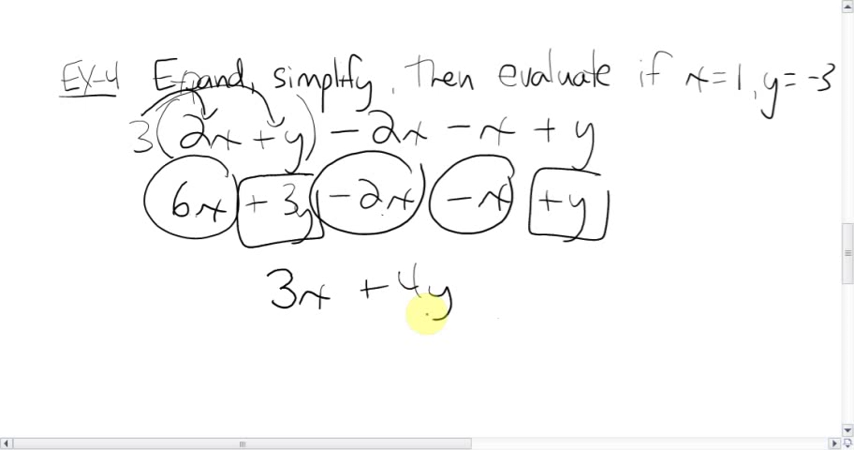 EX-4 Expand, simplify, then evaluate if x=1, y=-3
3(2x+y)-2x-x+y
6x+3y-2x-x+y
3x+4y